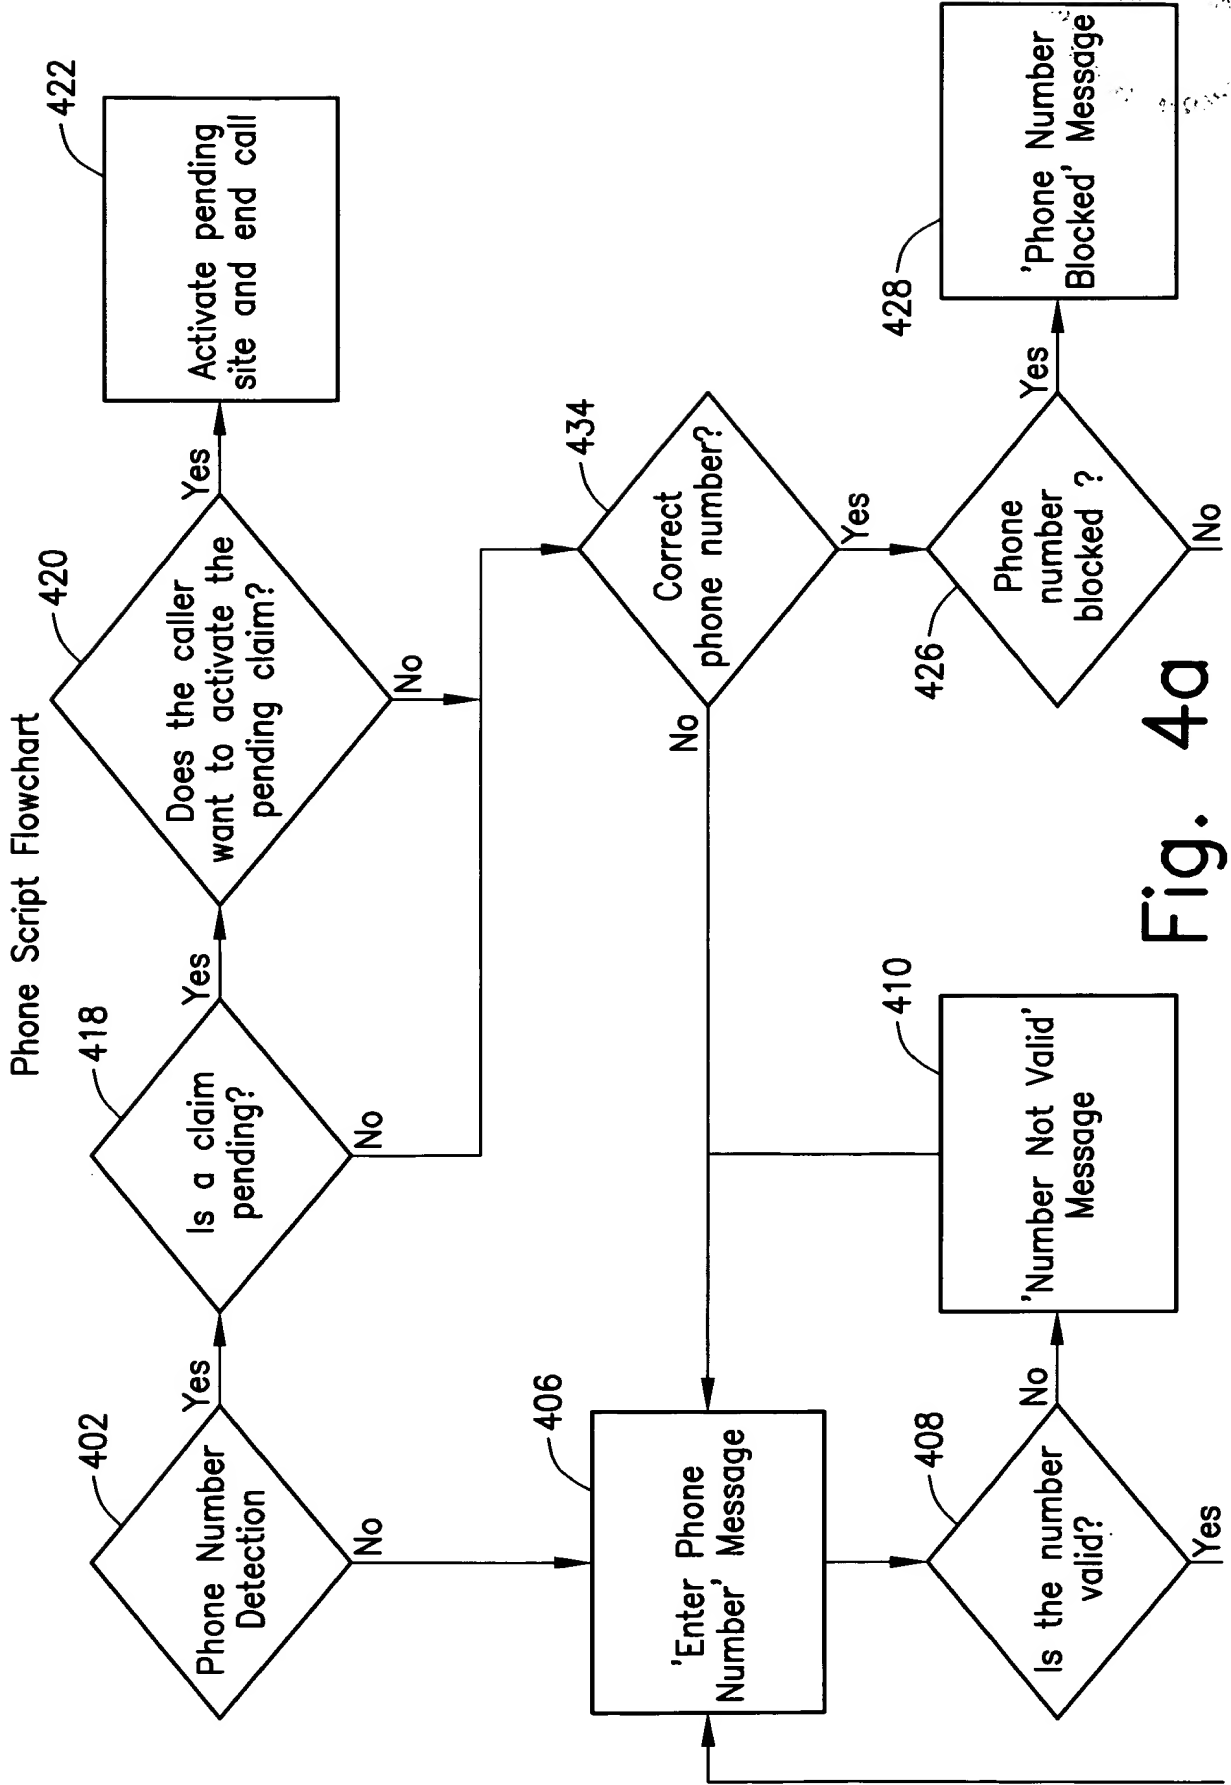 Phone Script Flowchart
402
Phone Number
Detection
Yes
No
418
Is a claim
pending?
Yes
No
420
Does the caller
want to activate the
pending claim?
Yes
No
422
Activate pending
site and end call
406
'Enter Phone
Number' Message
434
Correct
phone number?
No
Yes
408
Is the number
valid?
No
Yes
410
'Number Not Valid'
Message
426
Phone
number
blocked ?
Yes
No
428
'Phone Number
Blocked' Message
Fig. 4a